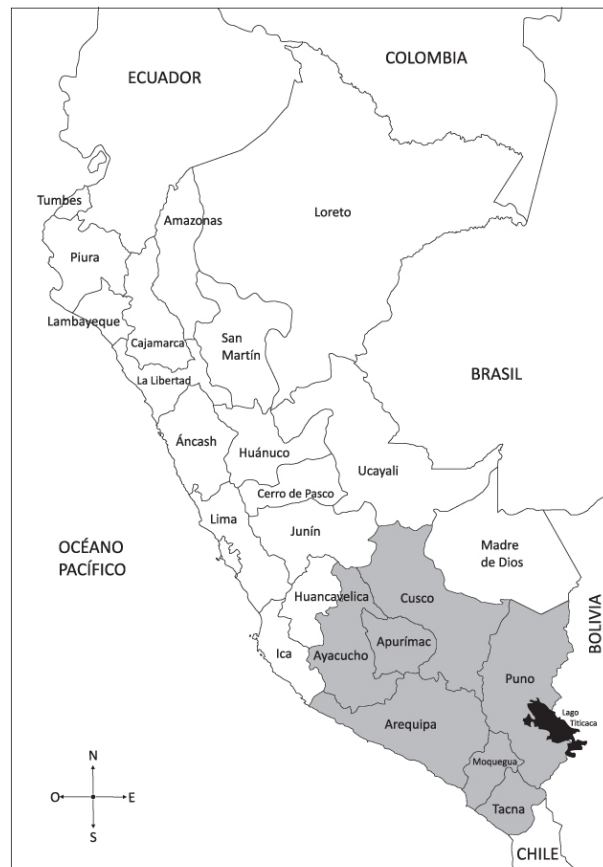 COLOMBIA
ECUADOR
Tumbes
Amazonas
Loreto
Piura
Lambayeque
Cajamarca
San
Martín
BRASIL
La Libertad
Áncash
Huánuco
Ucayali
Cerro de Pasco
Lima
Junín
OCÉANO
PACÍFICO
Madre
de Dios
Huancavelica
Cusco
BOLIVIA
Ica
Ayacucho
Apurímac
Puno
Arequipa
Lago
Titicaca
Moquegua
Tacna
N
O
E
S
CHILE